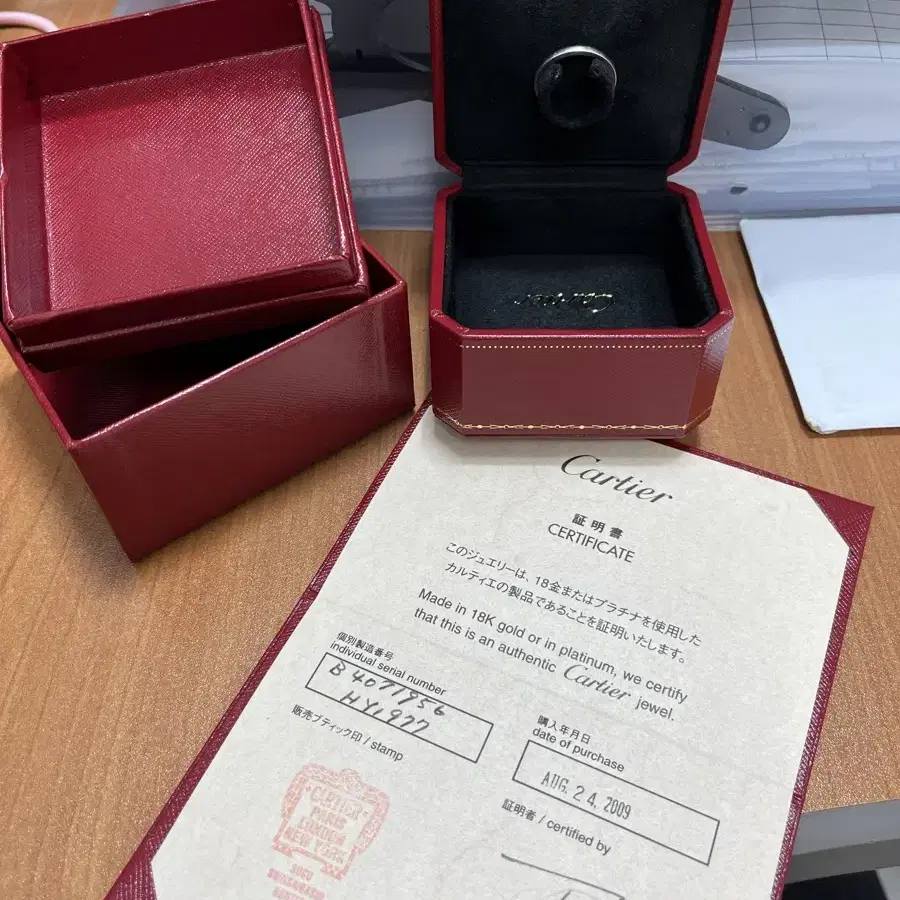 Cartier
Cartier
証明書
CERTIFICATE
このジュエリーは、18金またはプラチナを使用した
カルティエの製品であることを証明いたします。
Made in 18K gold or in platinum, we certify
that this is an authentic Cartier jewel.
個別製造番号
individual serial number
B4071956
HY1977
販売ブティック印 / stamp
購入年月日
date of purchase
AUG. 24. 2009
証明者 / certified by
PARIS
LONDON
NEW YORK
SOGO